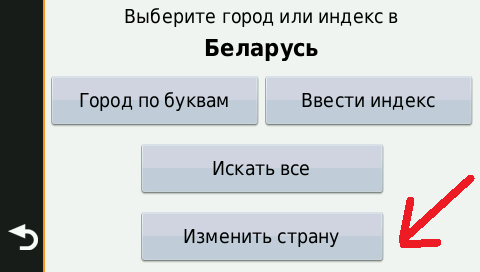 Выберите город или индекс в
Беларусь
Город по буквам
Ввести индекс
Искать все
Изменить страну